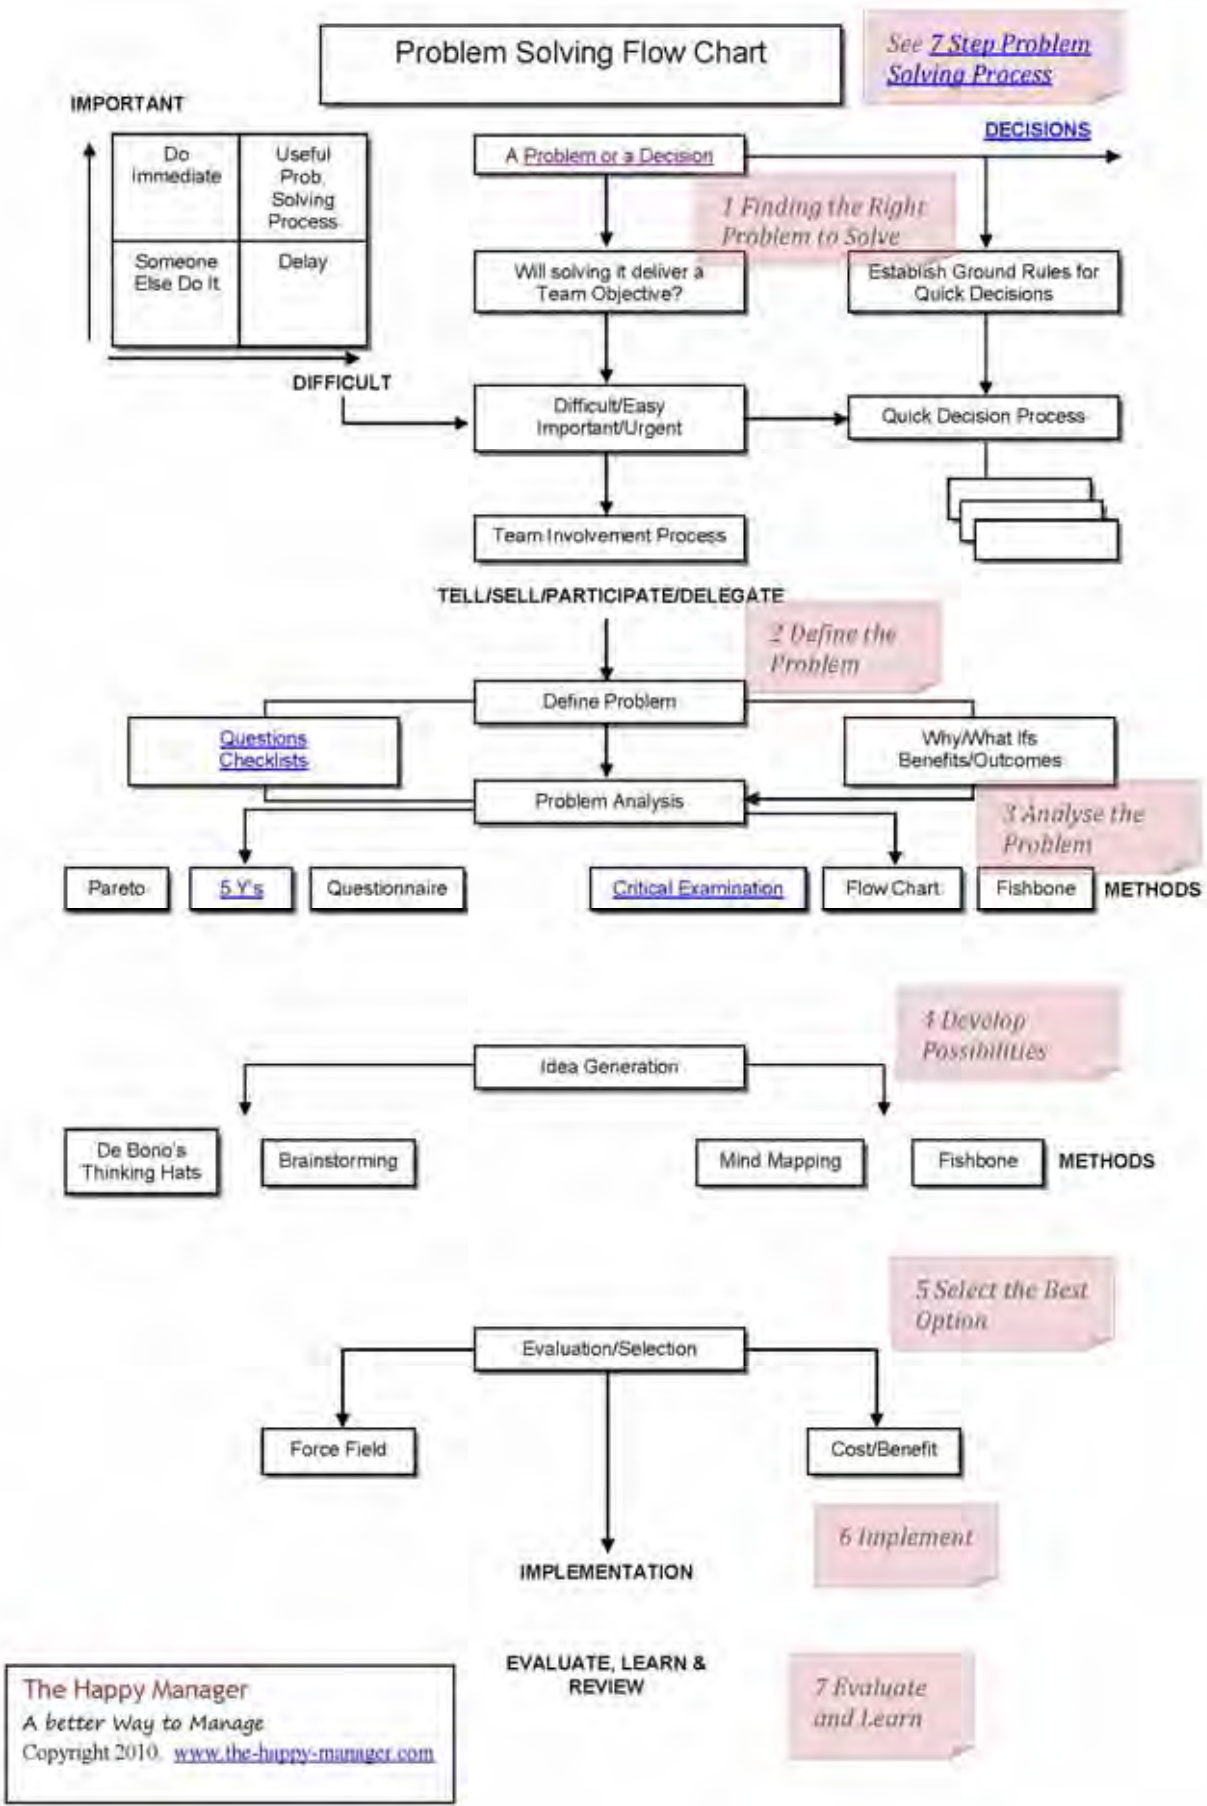 Problem Solving Flow Chart
See 7 Step Problem
Solving Process
IMPORTANT
Do
Immediate
Useful
Prob.
Solving
Process
Someone
Else Do It
Delay
DIFFICULT
A Problem or a Decision
DECISIONS
1 Finding the Right
Problem to Solve
Will solving it deliver a
Team Objective?
Establish Ground Rules for
Quick Decisions
Difficult/Easy
Important/Urgent
Quick Decision Process
Team Involvement Process
TELL/SELL/PARTICIPATE/DELEGATE
2 Define the
Problem
Define Problem
Questions
Checklists
Why/What Ifs
Benefits/Outcomes
Problem Analysis
3 Analyse the
Problem
Pareto
5 Y's
Questionnaire
Critical Examination
Flow Chart
Fishbone
METHODS
4 Develop
Possibilities
Idea Generation
De Bono's
Thinking Hats
Brainstorming
Mind Mapping
Fishbone
METHODS
5 Select the Best
Option
Evaluation/Selection
Force Field
Cost/Benefit
6 Implement
IMPLEMENTATION
EVALUATE, LEARN &
REVIEW
7 Evaluate
and Learn
The Happy Manager
A better Way to Manage
Copyright 2010. www.the-happy-manager.com